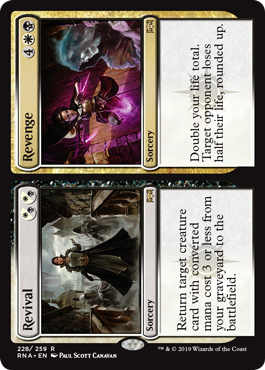 Revival
Sorcery
Return target creature
card with converted
mana cost 3 or less from
your graveyard to the
battlefield.
Revenge
4
Sorcery
Double your life total.
Target opponent loses
half their life, rounded up.
228/259 R
RNA • EN PAUL SCOTT CANAVAN
™ & © 2019 Wizards of the Coast